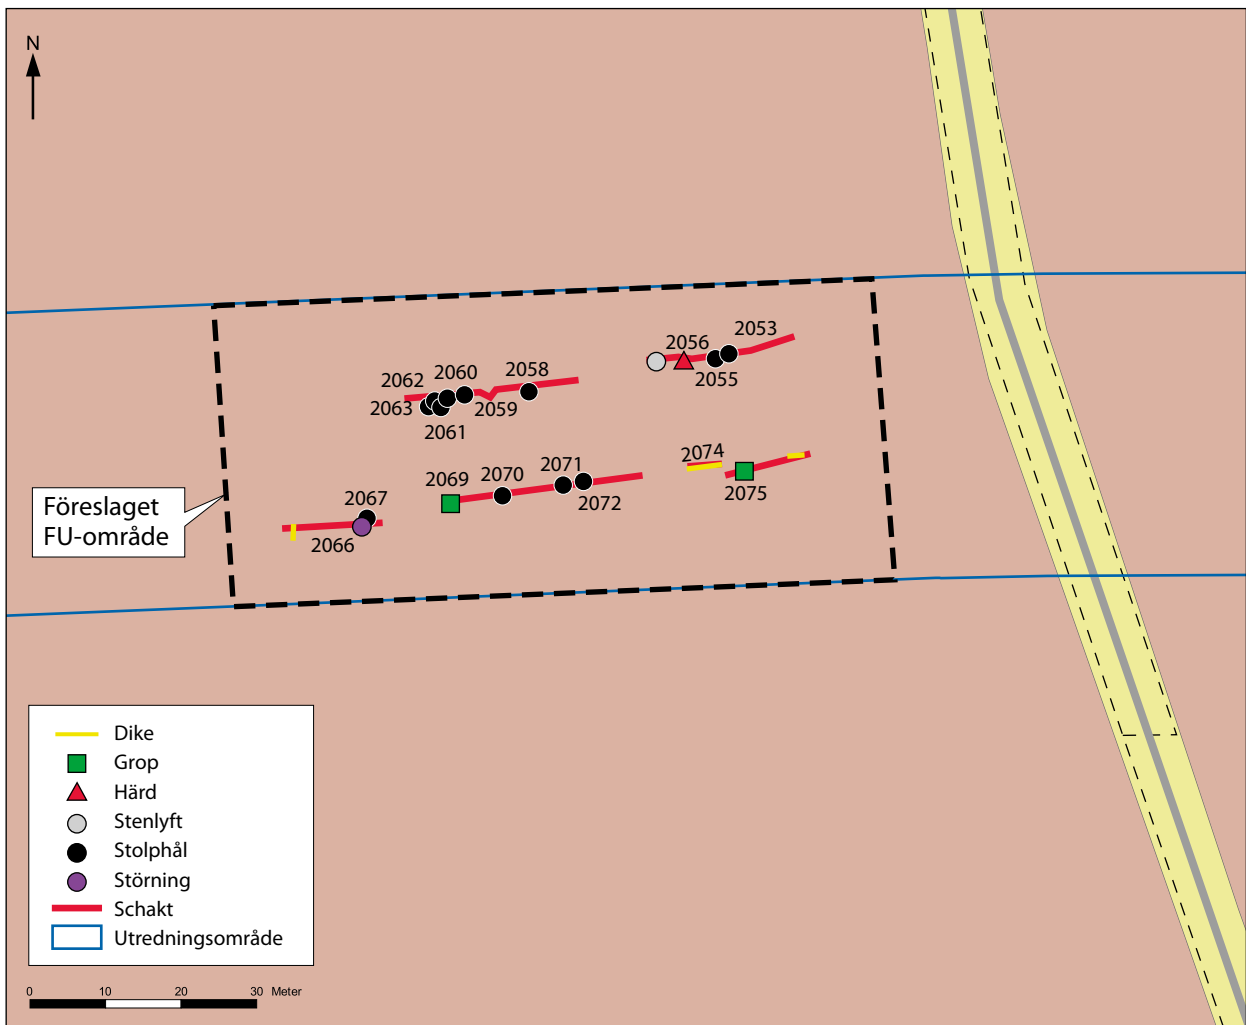 N
2053
2056
2055
2058
2060
2062
2063
2059
2061
2074
2075
2071
2070
2069
2072
2067
2066
Föreslaget
FU-område
Dike
Grop
Härd
Stenlyft
Stolphål
Störning
Schakt
Utredningsområde
0 10 20 30 Meter